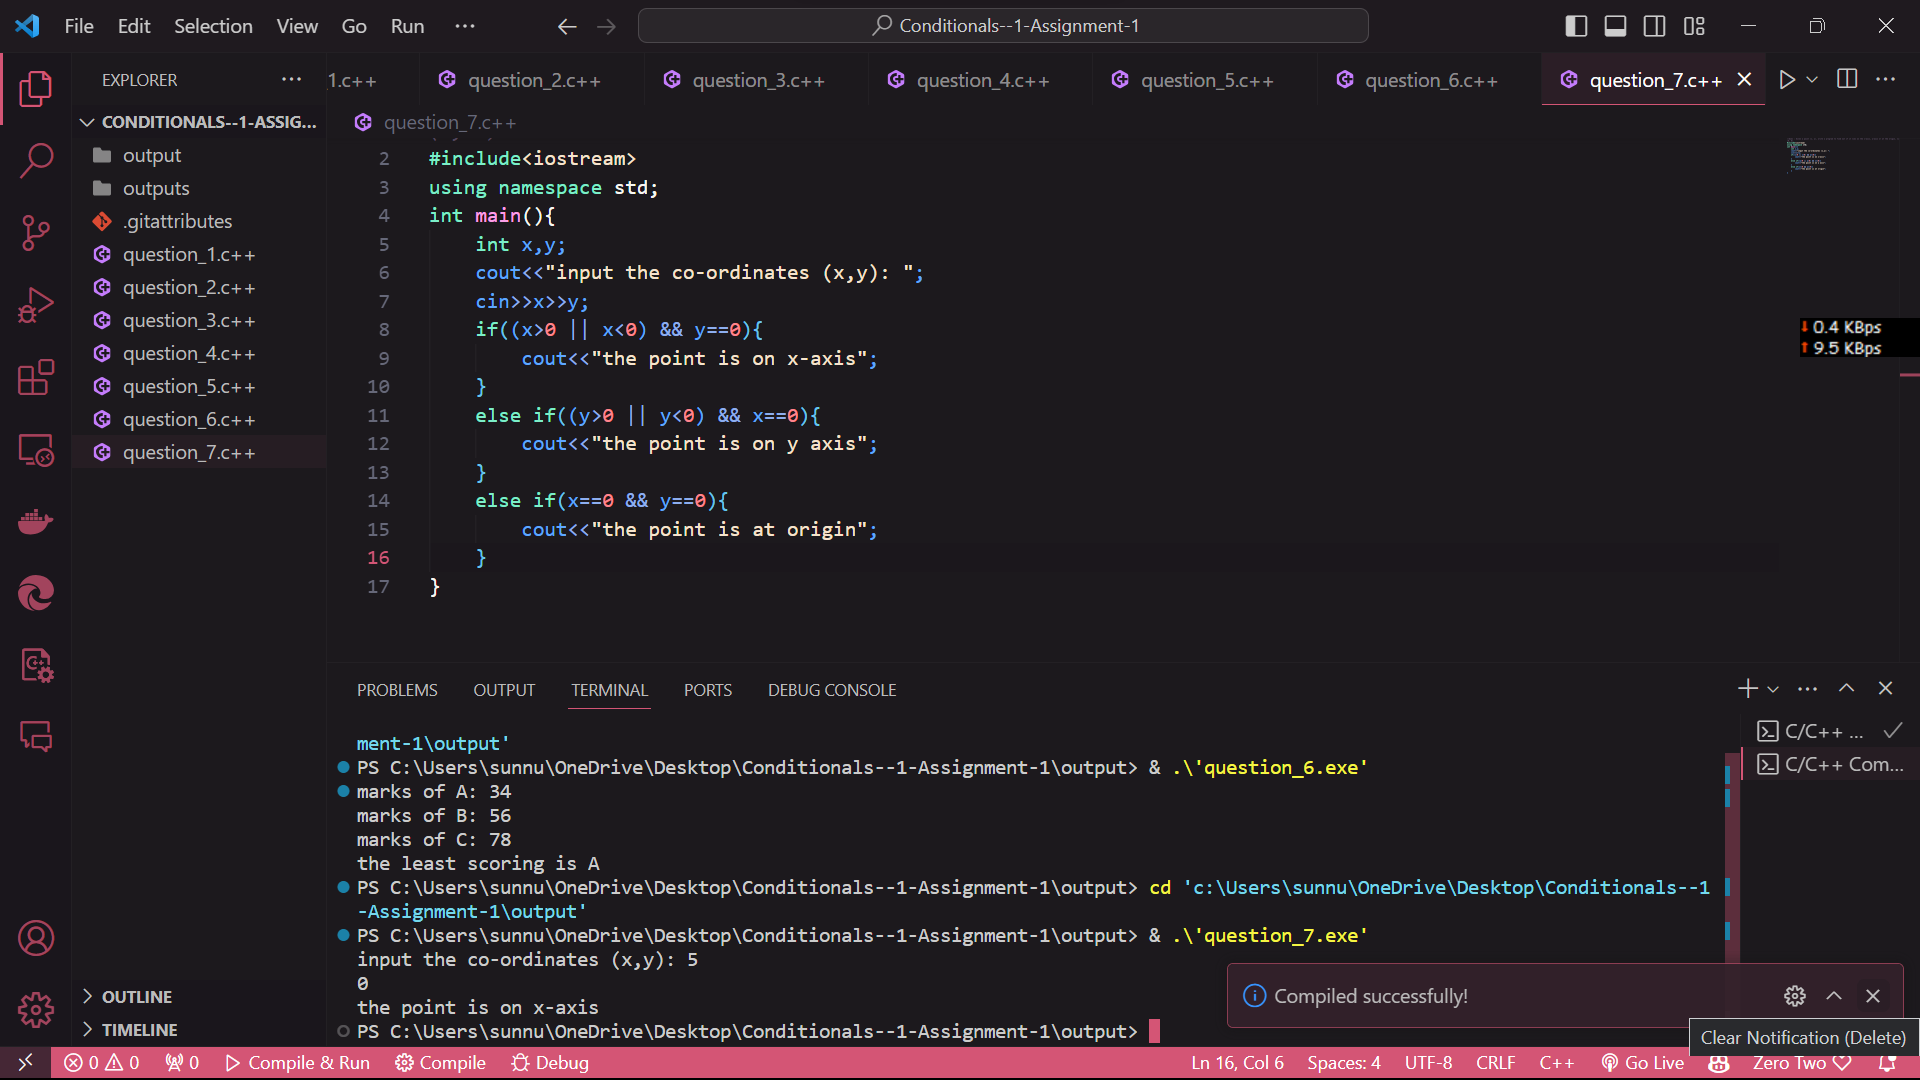 File Edit Selection View Go Run ··· Conditionals--1-Assignment-1
EXPLORER ··· 1.c++ question_2.c++ question_3.c++ question_4.c++ question_5.c++ question_6.c++ question_7.c++
CONDITIONALS--1-ASSIG...
output
outputs
.gitattributes
question_1.c++
question_2.c++
question_3.c++
question_4.c++
question_5.c++
question_6.c++
question_7.c++
OUTLINE
TIMELINE
question_7.c++
2 #include<iostream>
3 using namespace std;
4 int main(){
5 int x,y;
6 cout<<"input the co-ordinates (x,y): ";
7 cin>>x>>y;
8 if((x>0 || x<0) && y==0){
9 cout<<"the point is on x-axis";
10 }
11 else if((y>0 || y<0) && x==0){
12 cout<<"the point is on y axis";
13 }
14 else if(x==0 && y==0){
15 cout<<"the point is at origin";
16 }
17 }
0.4 KBps
9.5 KBps
PROBLEMS OUTPUT TERMINAL PORTS DEBUG CONSOLE
ment-1\output'
PS C:\Users\sunnu\OneDrive\Desktop\Conditionals--1-Assignment-1\output> & .\'question_6.exe'
marks of A: 34
marks of B: 56
marks of C: 78
the least scoring is A
PS C:\Users\sunnu\OneDrive\Desktop\Conditionals--1-Assignment-1\output> cd 'c:\Users\sunnu\OneDrive\Desktop\Conditionals--1
-Assignment-1\output'
PS C:\Users\sunnu\OneDrive\Desktop\Conditionals--1-Assignment-1\output> & .\'question_7.exe'
input the co-ordinates (x,y): 5
0
the point is on x-axis
PS C:\Users\sunnu\OneDrive\Desktop\Conditionals--1-Assignment-1\output>
C/C++ ...
C/C++ Com...
Compiled successfully!
Clear Notification (Delete)
0 0 0 Compile & Run Compile Debug Ln 16, Col 6 Spaces: 4 UTF-8 CRLF C++ Go Live Zero Two